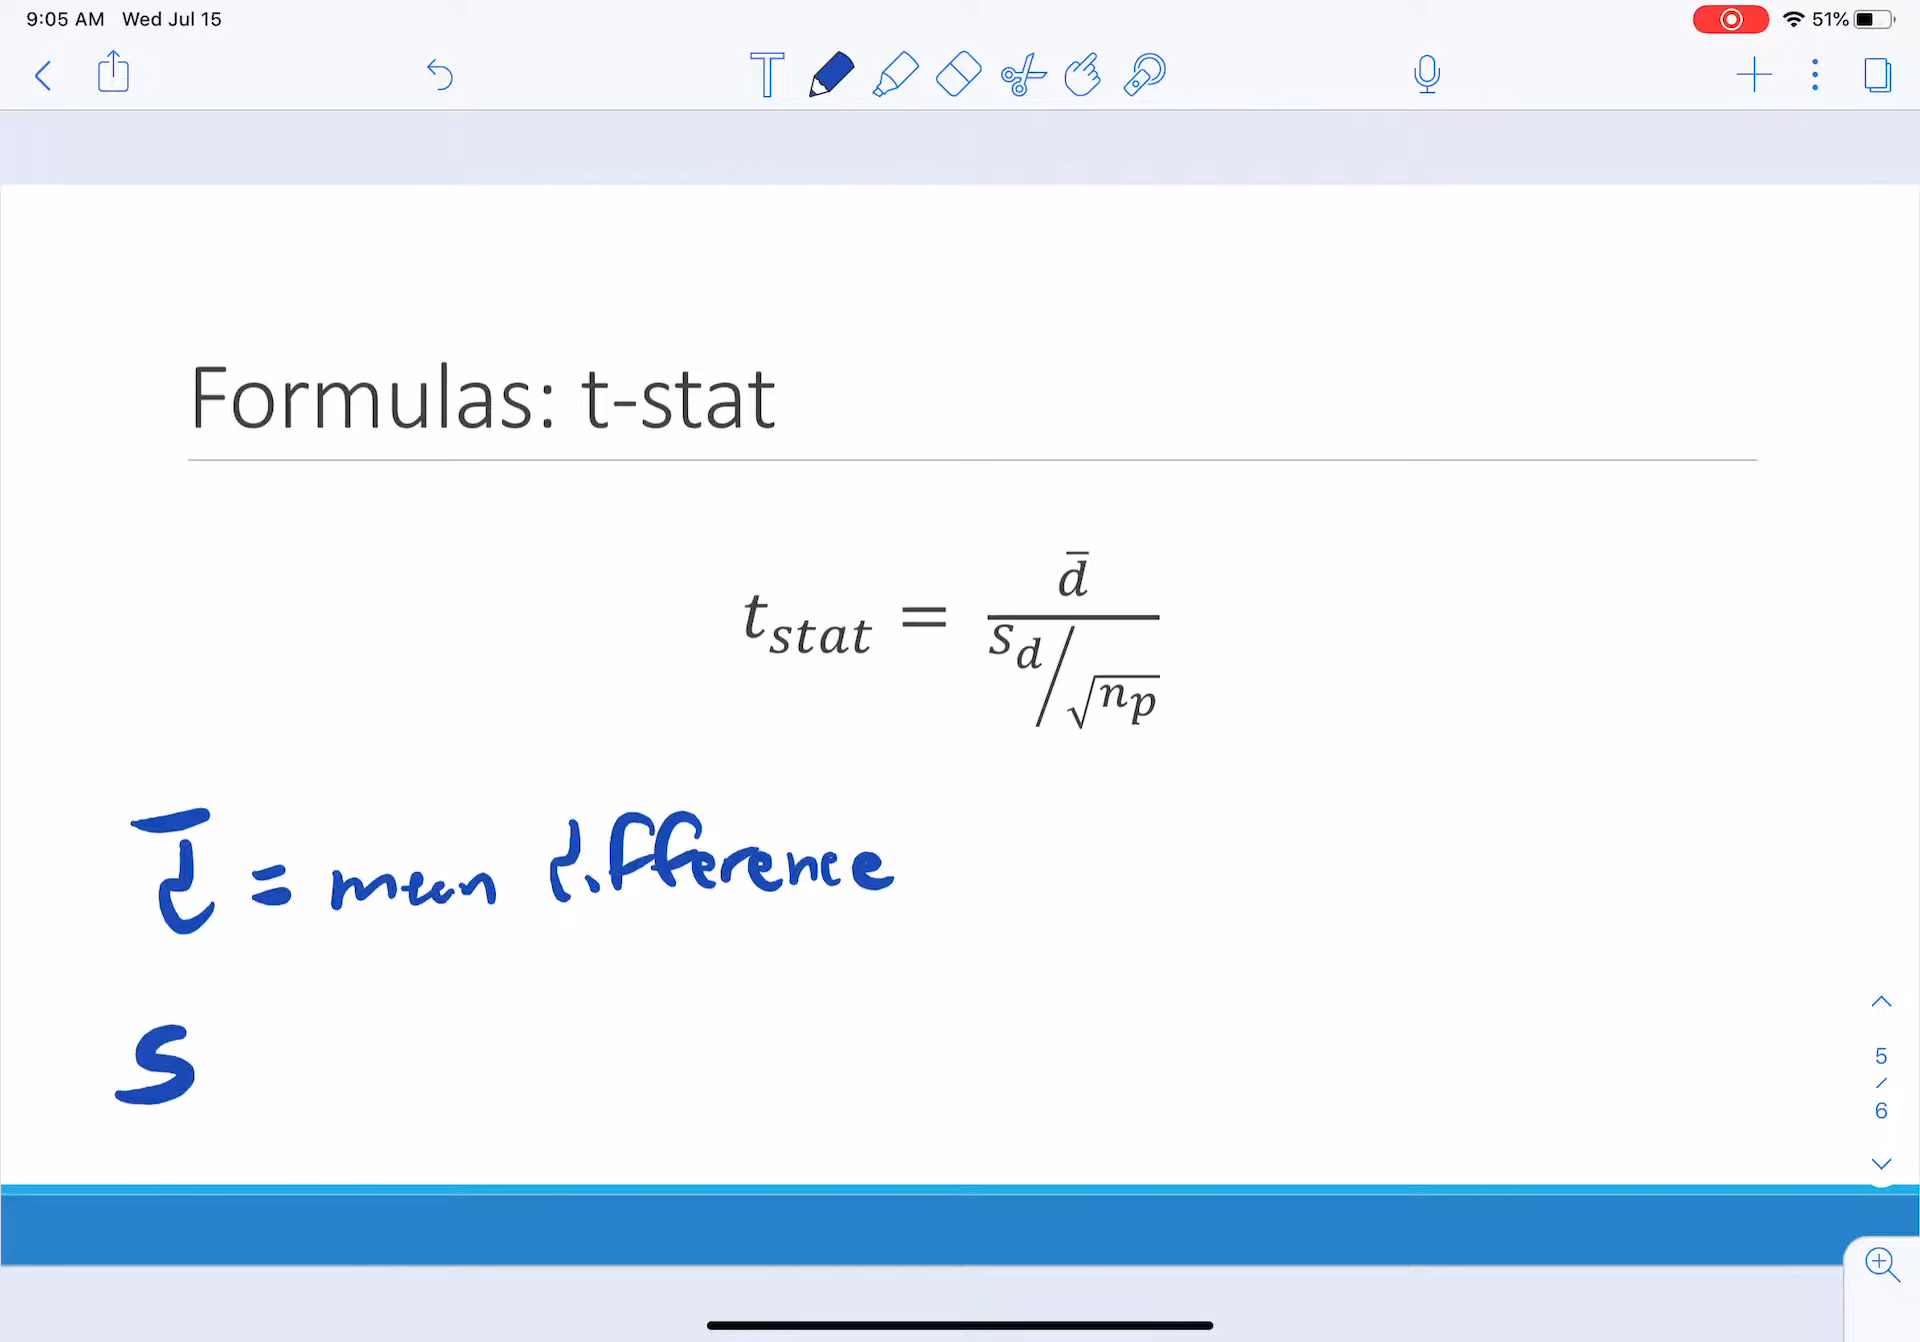 9:05 AM Wed Jul 15
51%
Formulas: t-stat
t_stat = d̄ / (s_d / √n_p)
d̄ = mean difference
S
5
/
6